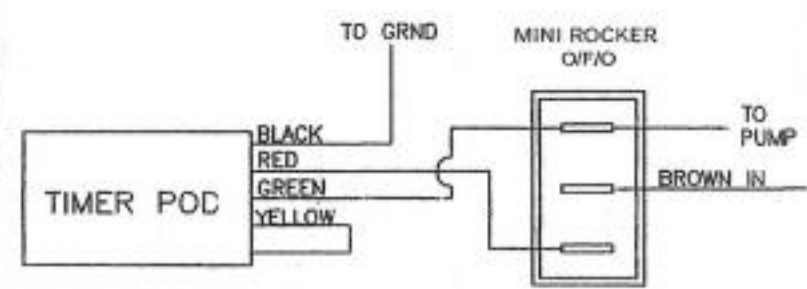 TO GRND
MINI ROCKER
O/F/O
BLACK
RED
GREEN
YELLOW
TIMER POD
TO
PUMP
BROWN IN